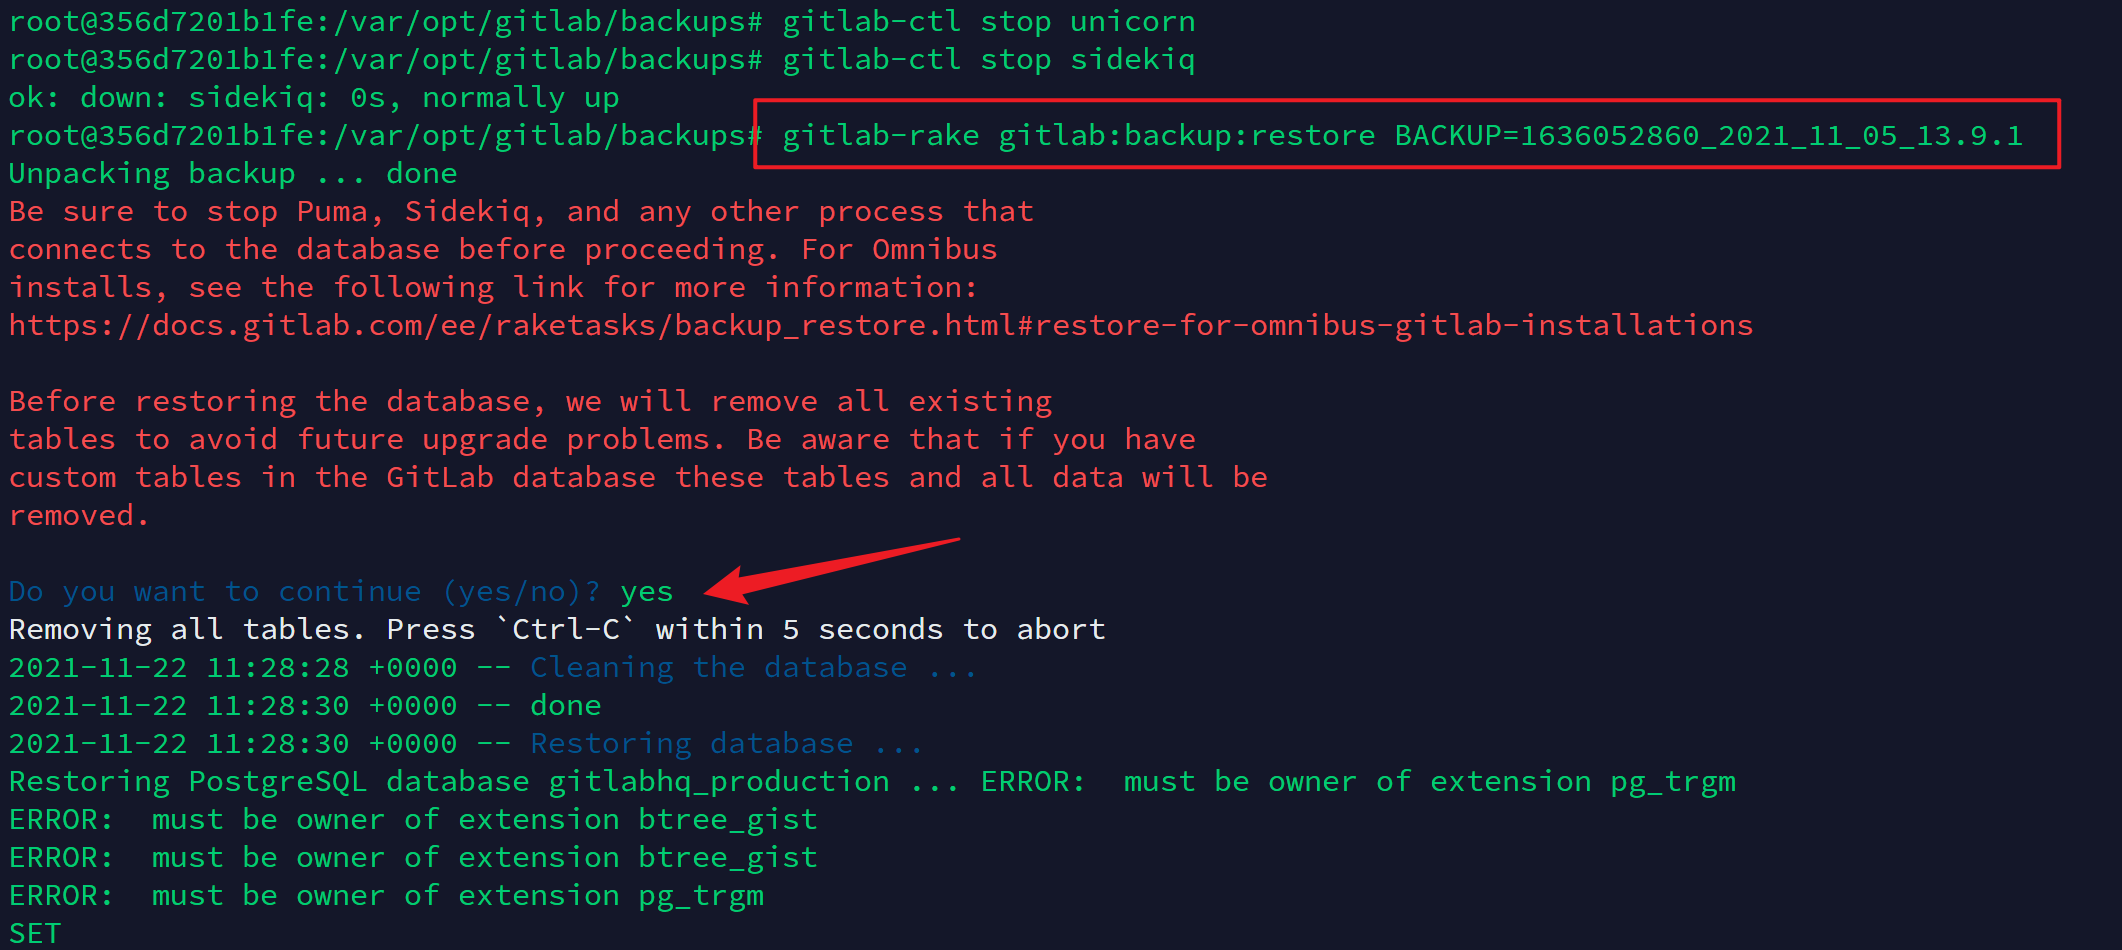 root@356d7201b1fe:/var/opt/gitlab/backups# gitlab-ctl stop unicorn
root@356d7201b1fe:/var/opt/gitlab/backups# gitlab-ctl stop sidekiq
ok: down: sidekiq: 0s, normally up
root@356d7201b1fe:/var/opt/gitlab/backups# gitlab-rake gitlab:backup:restore BACKUP=1636052860_2021_11_05_13.9.1
Unpacking backup ... done
Be sure to stop Puma, Sidekiq, and any other process that
connects to the database before proceeding. For Omnibus
installs, see the following link for more information:
https://docs.gitlab.com/ee/raketasks/backup_restore.html#restore-for-omnibus-gitlab-installations
Before restoring the database, we will remove all existing
tables to avoid future upgrade problems. Be aware that if you have
custom tables in the GitLab database these tables and all data will be
removed.
Do you want to continue (yes/no)? yes
Removing all tables. Press `Ctrl-C` within 5 seconds to abort
2021-11-22 11:28:28 +0000 -- Cleaning the database ...
2021-11-22 11:28:30 +0000 -- done
2021-11-22 11:28:30 +0000 -- Restoring database ...
Restoring PostgreSQL database gitlabhq_production ... ERROR:  must be owner of extension pg_trgm
ERROR:  must be owner of extension btree_gist
ERROR:  must be owner of extension btree_gist
ERROR:  must be owner of extension pg_trgm
SET